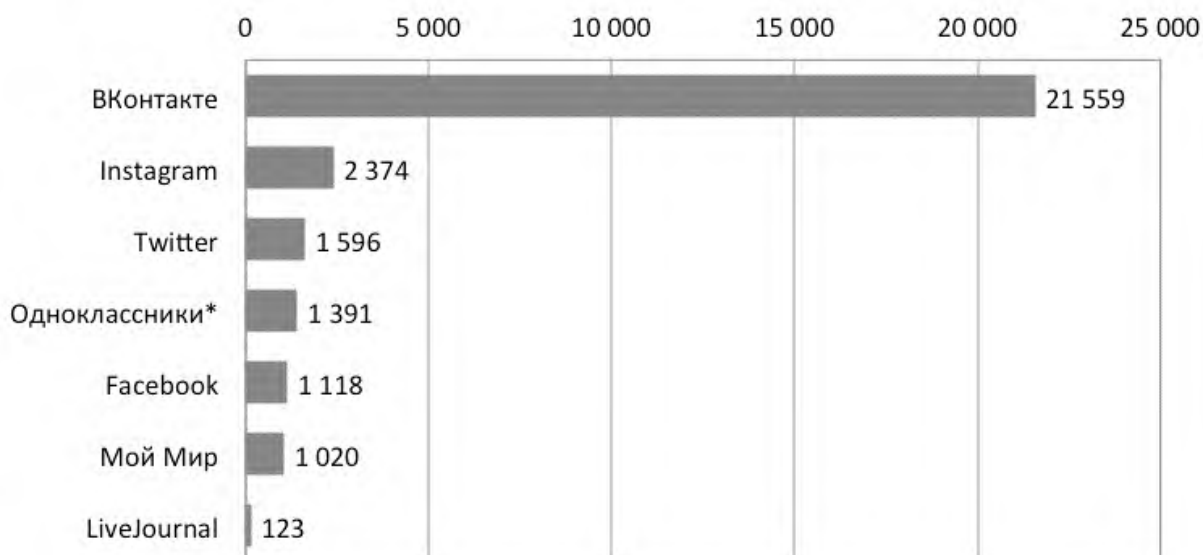 0 5 000 10 000 15 000 20 000 25 000
ВКонтакте 21 559
Instagram 2 374
Twitter 1 596
Одноклассники* 1 391
Facebook 1 118
Мой Мир 1 020
LiveJournal 123